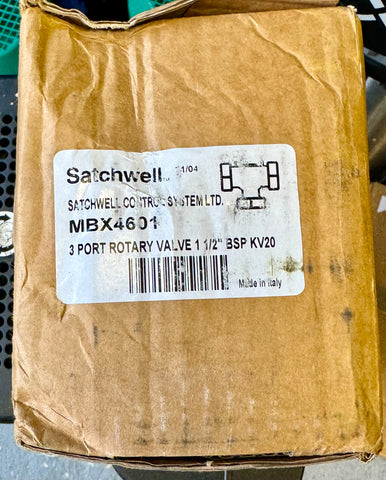 Satchwell
SATCHWELL CONTROL SYSTEM LTD.
MBX4601
3 PORT ROTARY VALVE 1 1/2" BSP KV20
Made in Italy